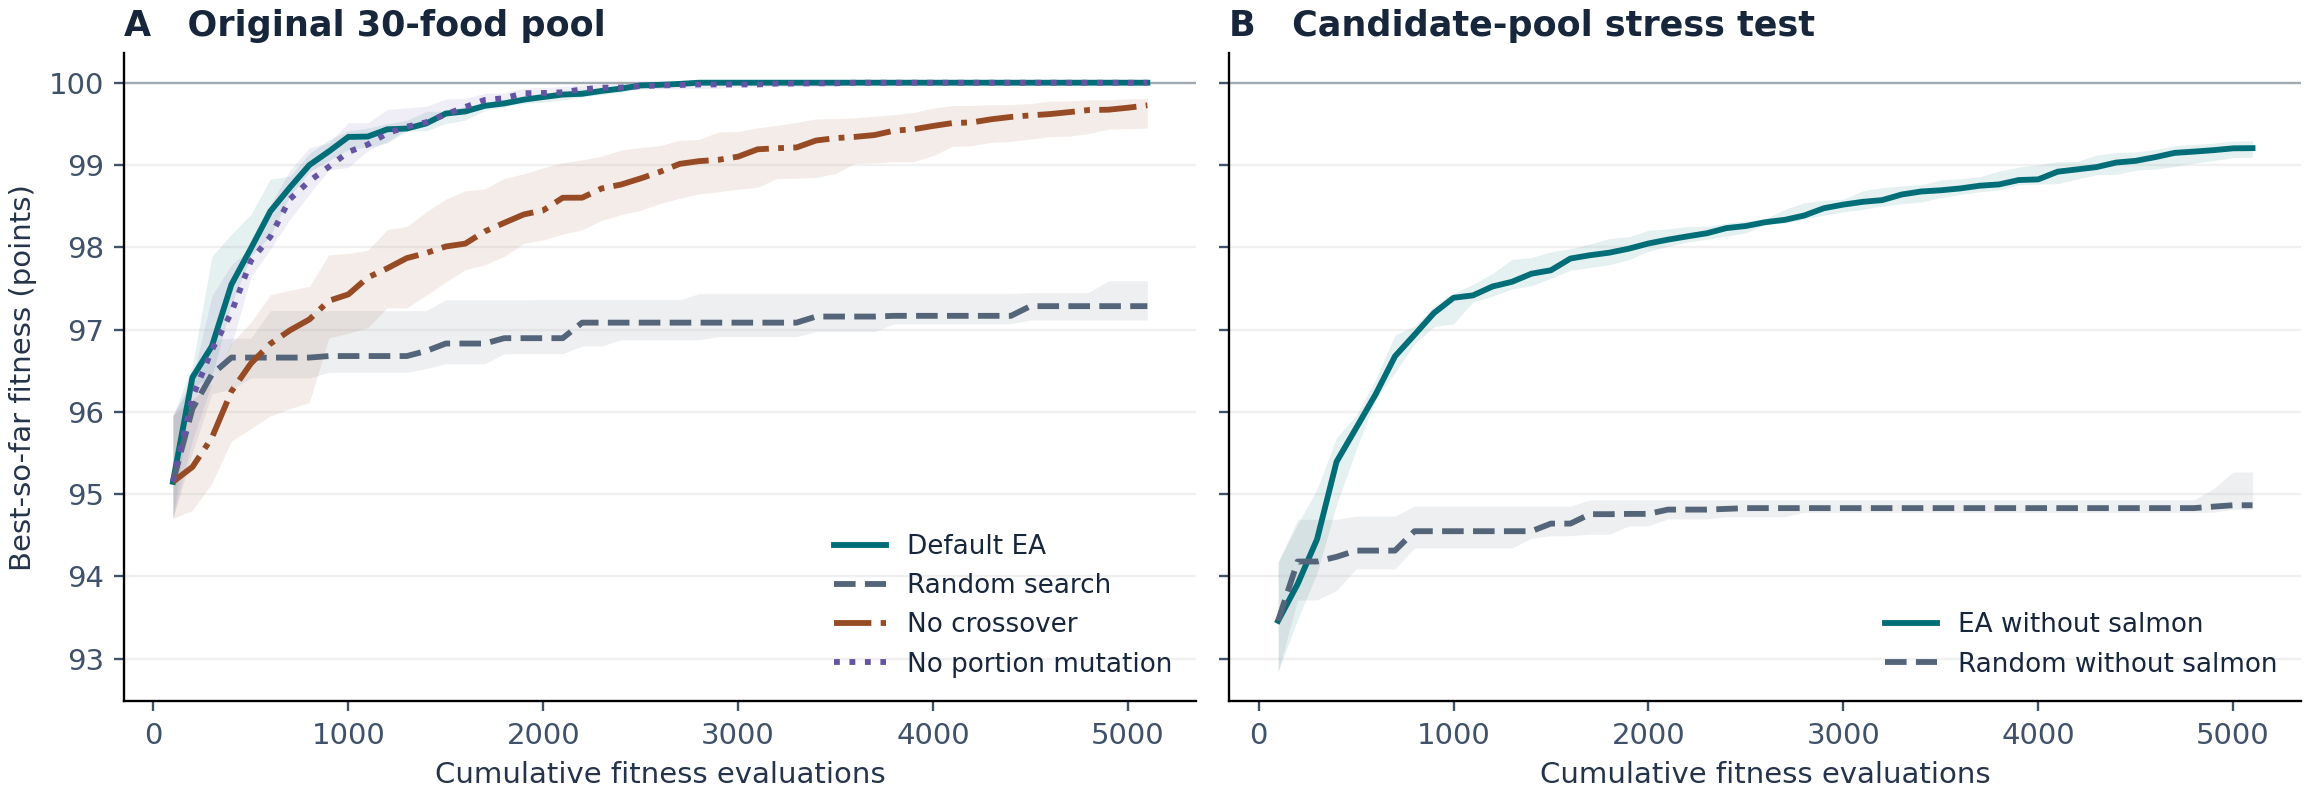 A Original 30-food pool
Best-so-far fitness (points)
100
99
98
97
96
95
94
93
Default EA
Random search
No crossover
No portion mutation
0 1000 2000 3000 4000 5000
Cumulative fitness evaluations
B Candidate-pool stress test
EA without salmon
Random without salmon
0 1000 2000 3000 4000 5000
Cumulative fitness evaluations